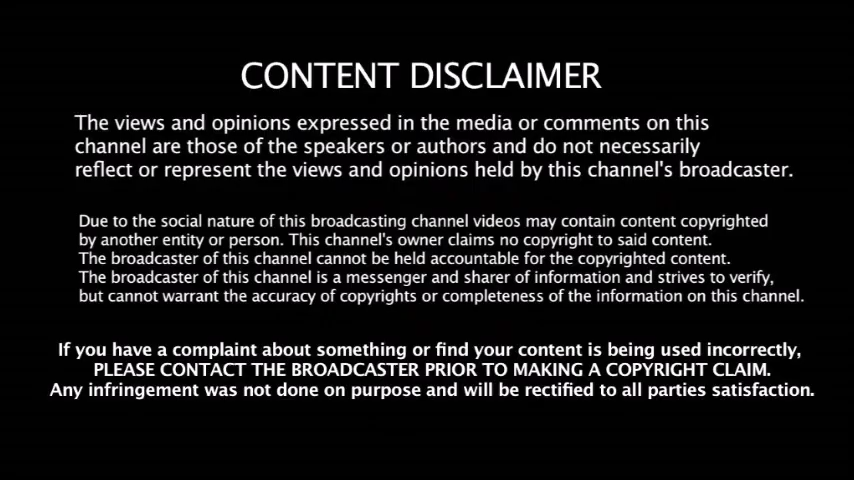 CONTENT DISCLAIMER
The views and opinions expressed in the media or comments on this
channel are those of the speakers or authors and do not necessarily
reflect or represent the views and opinions held by this channel's broadcaster.
Due to the social nature of this broadcasting channel videos may contain content copyrighted
by another entity or person. This channel's owner claims no copyright to said content.
The broadcaster of this channel cannot be held accountable for the copyrighted content.
The broadcaster of this channel is a messenger and sharer of information and strives to verify,
but cannot warrant the accuracy of copyrights or completeness of the information on this channel.
If you have a complaint about something or find your content is being used incorrectly,
PLEASE CONTACT THE BROADCASTER PRIOR TO MAKING A COPYRIGHT CLAIM.
Any infringement was not done on purpose and will be rectified to all parties satisfaction.